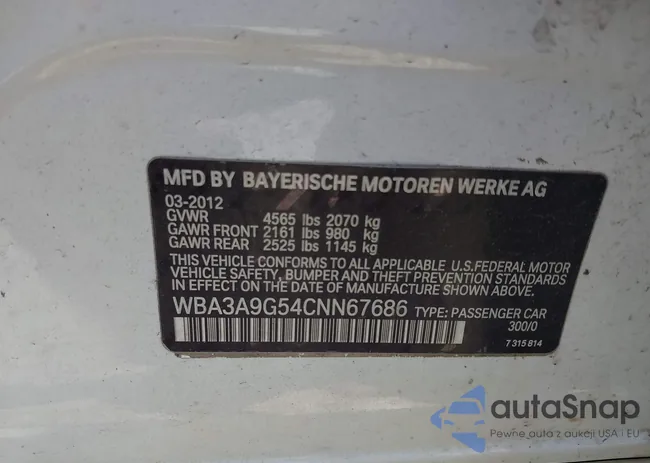 MFD BY BAYERISCHE MOTOREN WERKE AG
03-2012
GVWR 4565 lbs 2070 kg
GAWR FRONT 2161 lbs 980 kg
GAWR REAR 2525 lbs 1145 kg
THIS VEHICLE CONFORMS TO ALL APPLICABLE U.S.FEDERAL MOTOR
VEHICLE SAFETY, BUMPER AND THEFT PREVENTION STANDARDS
IN EFFECT ON THE DATE OF MANUFACTURE.
WBA3A9G54CNN67686 TYPE: PASSENGER CAR
300/0
7 315 814
autaSnap
Pewne auta z aukcji USA i EU